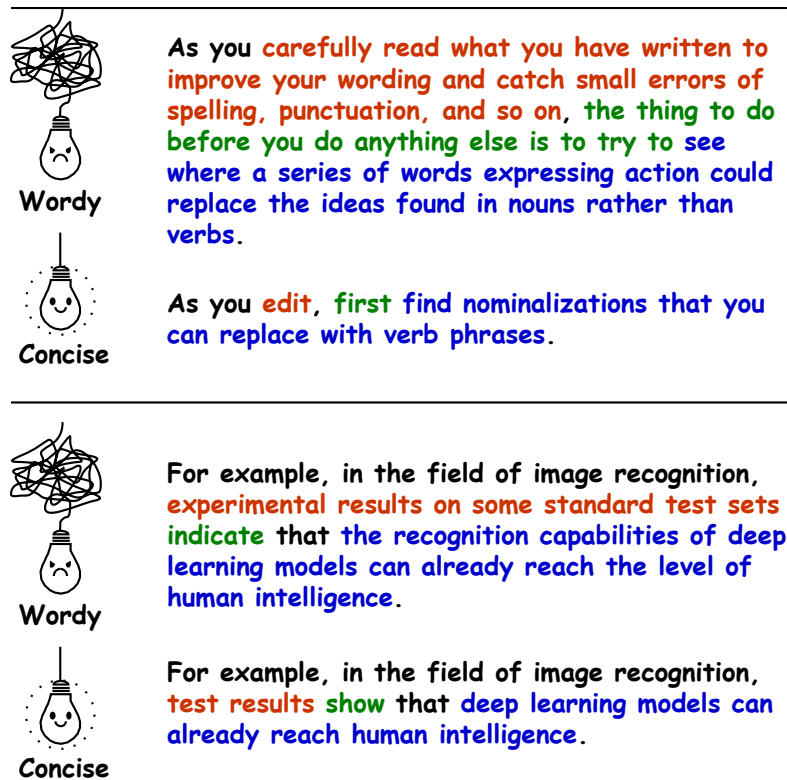 As you carefully read what you have written to
improve your wording and catch small errors of
spelling, punctuation, and so on, the thing to do
before you do anything else is to try to see
where a series of words expressing action could
replace the ideas found in nouns rather than
verbs.
Wordy
As you edit, first find nominalizations that you
can replace with verb phrases.
Concise
For example, in the field of image recognition,
experimental results on some standard test sets
indicate that the recognition capabilities of deep
learning models can already reach the level of
human intelligence.
Wordy
For example, in the field of image recognition,
test results show that deep learning models can
already reach human intelligence.
Concise